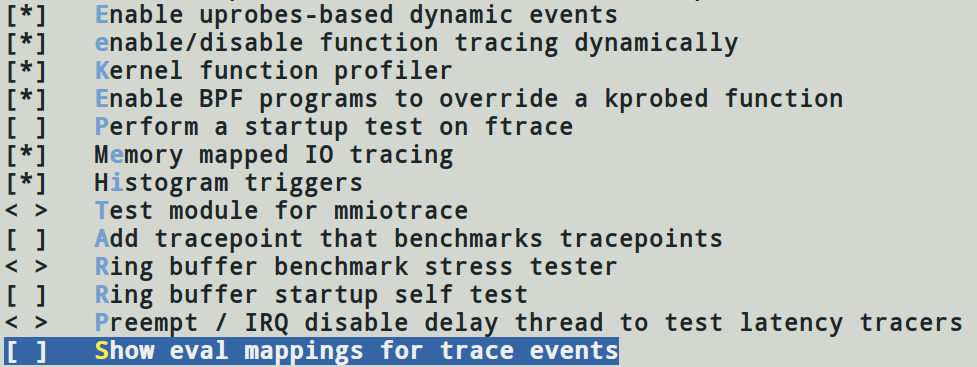 [*]   Enable uprobes-based dynamic events
[*]   enable/disable function tracing dynamically
[*]   Kernel function profiler
[*]   Enable BPF programs to override a kprobed function
[ ]   Perform a startup test on ftrace
[*]   Memory mapped IO tracing
[*]   Histogram triggers
< >   Test module for mmiotrace
[ ]   Add tracepoint that benchmarks tracepoints
< >   Ring buffer benchmark stress tester
[ ]   Ring buffer startup self test
< >   Preempt / IRQ disable delay thread to test latency tracers
[ ]   Show eval mappings for trace events